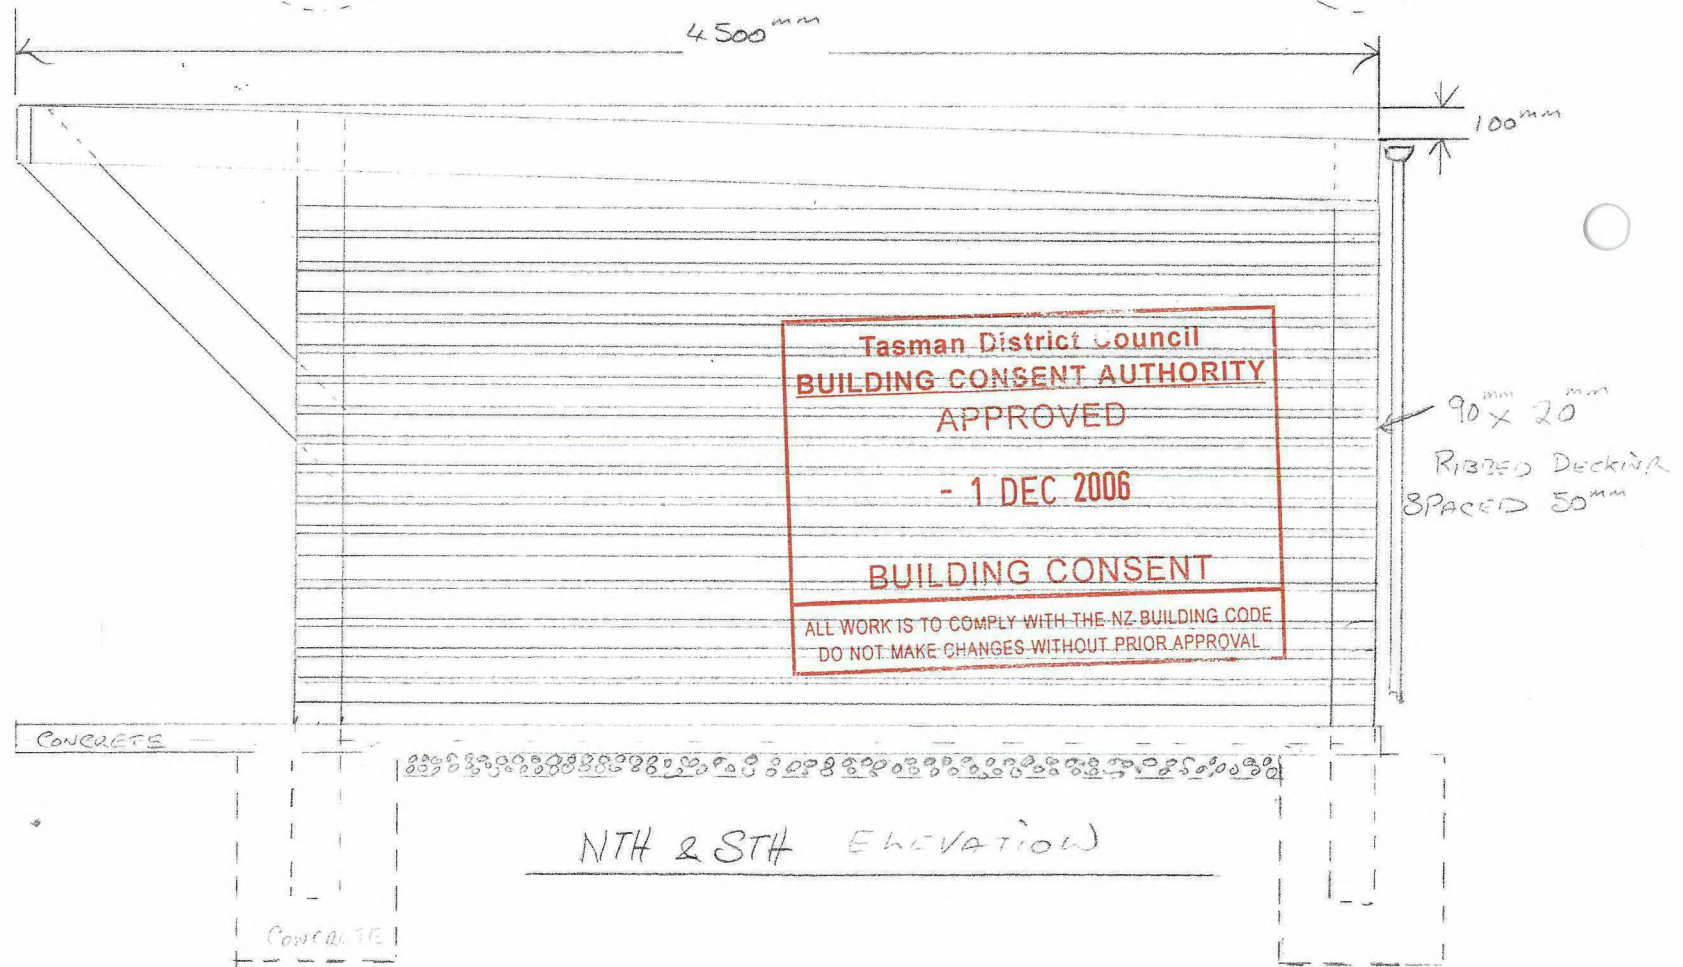 4500mm
100mm
Tasman District Council
BUILDING CONSENT AUTHORITY
APPROVED
- 1 DEC 2006
BUILDING CONSENT
ALL WORK IS TO COMPLY WITH THE NZ BUILDING CODE
DO NOT MAKE CHANGES WITHOUT PRIOR APPROVAL
90mm x 20mm
RIBBED DECKING
SPACED 50mm
CONCRETE
NTH & STH ELEVATION
CONCRETE